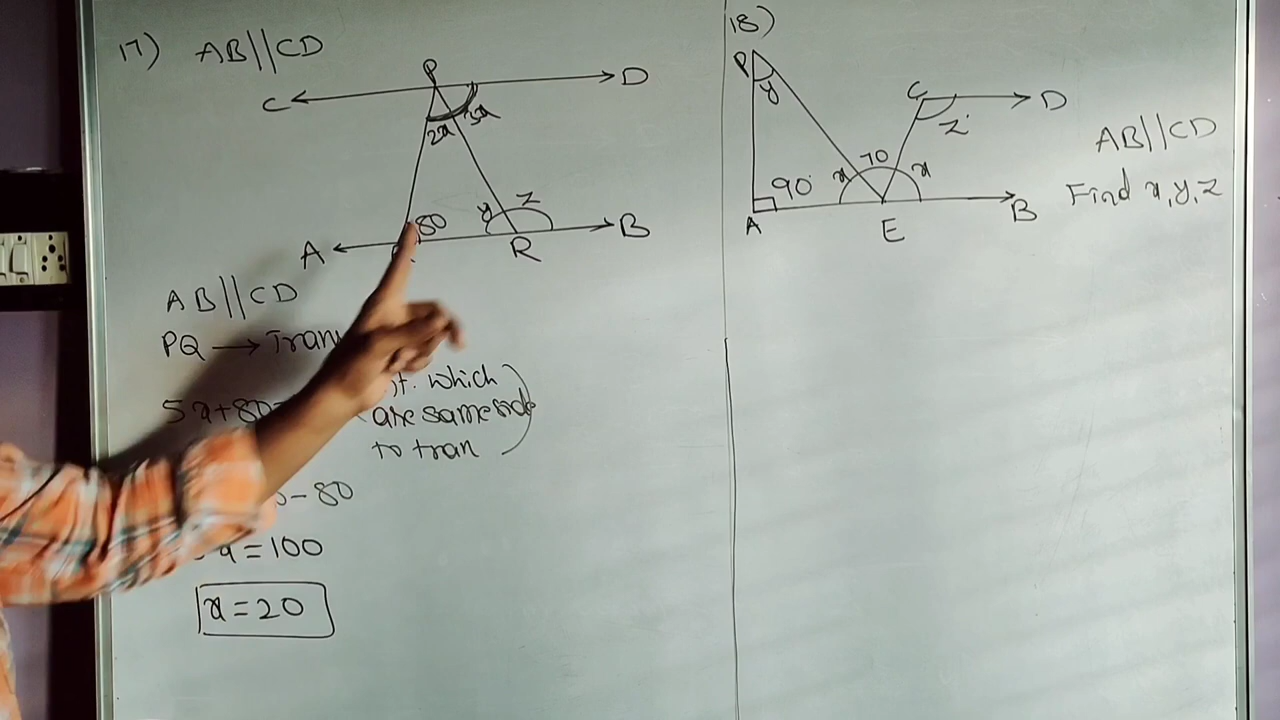 17) AB//CD
P
C
D
2x
3x
80
y
z
A
R
B
AB//CD
PQ →
which
are same side
to tran
5x+80
- 80
x = 100
x = 20
18)
P
y
C
D
z°
90°
x
70
x
A
E
B
AB//CD
Find x, y, z